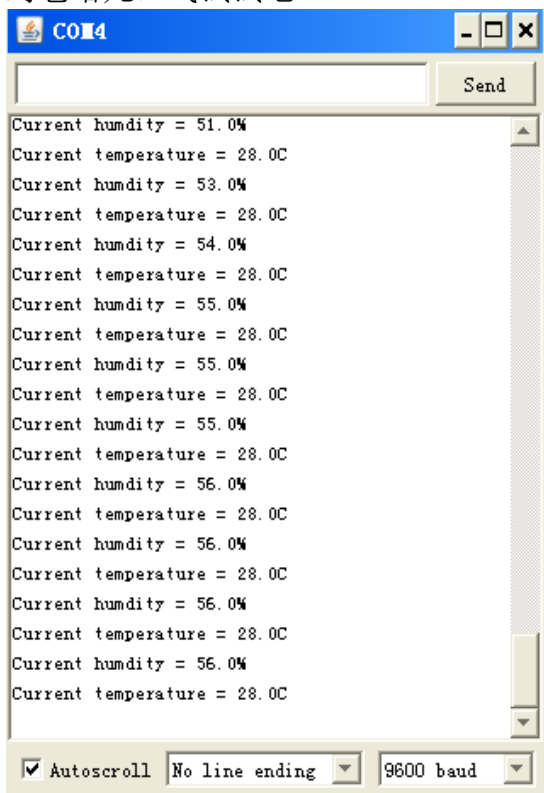 COM4
Send
Current humdity = 51.0%
Current temperature = 28.0C
Current humdity = 53.0%
Current temperature = 28.0C
Current humdity = 54.0%
Current temperature = 28.0C
Current humdity = 55.0%
Current temperature = 28.0C
Current humdity = 55.0%
Current temperature = 28.0C
Current humdity = 55.0%
Current temperature = 28.0C
Current humdity = 56.0%
Current temperature = 28.0C
Current humdity = 56.0%
Current temperature = 28.0C
Current humdity = 56.0%
Current temperature = 28.0C
Current humdity = 56.0%
Current temperature = 28.0C
Autoscroll No line ending 9600 baud